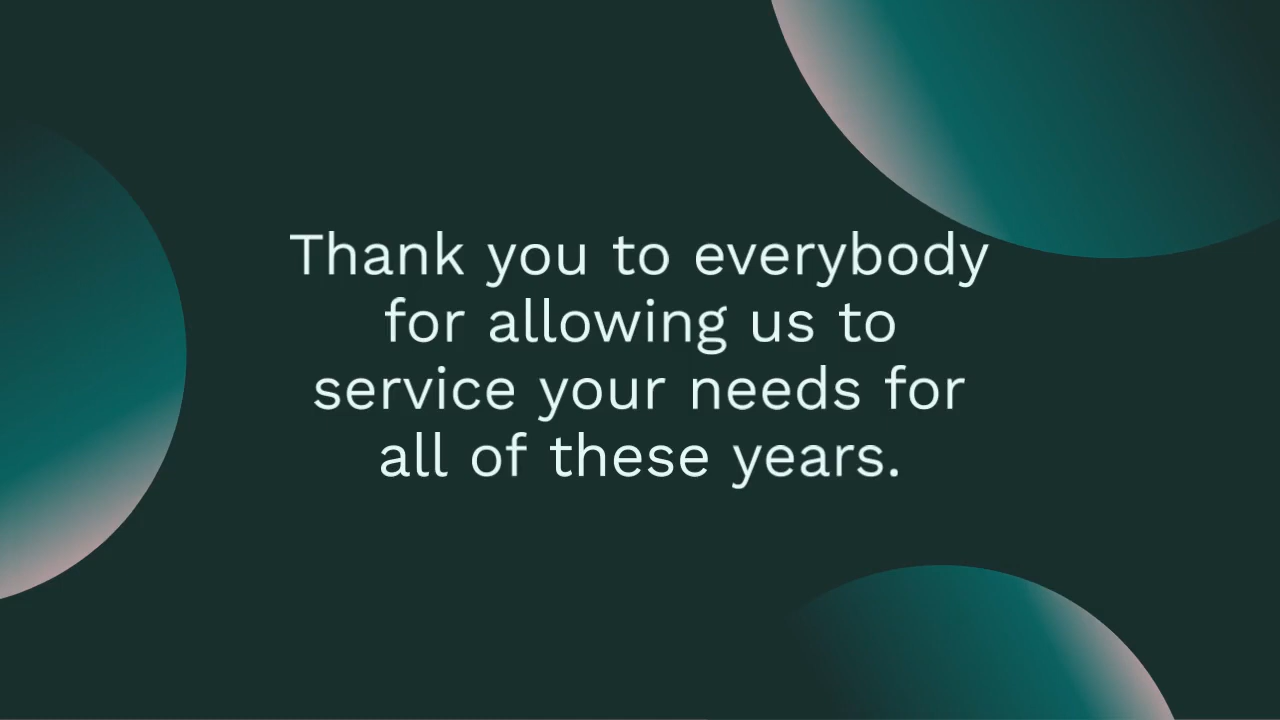 Thank you to everybody
for allowing us to
service your needs for
all of these years.